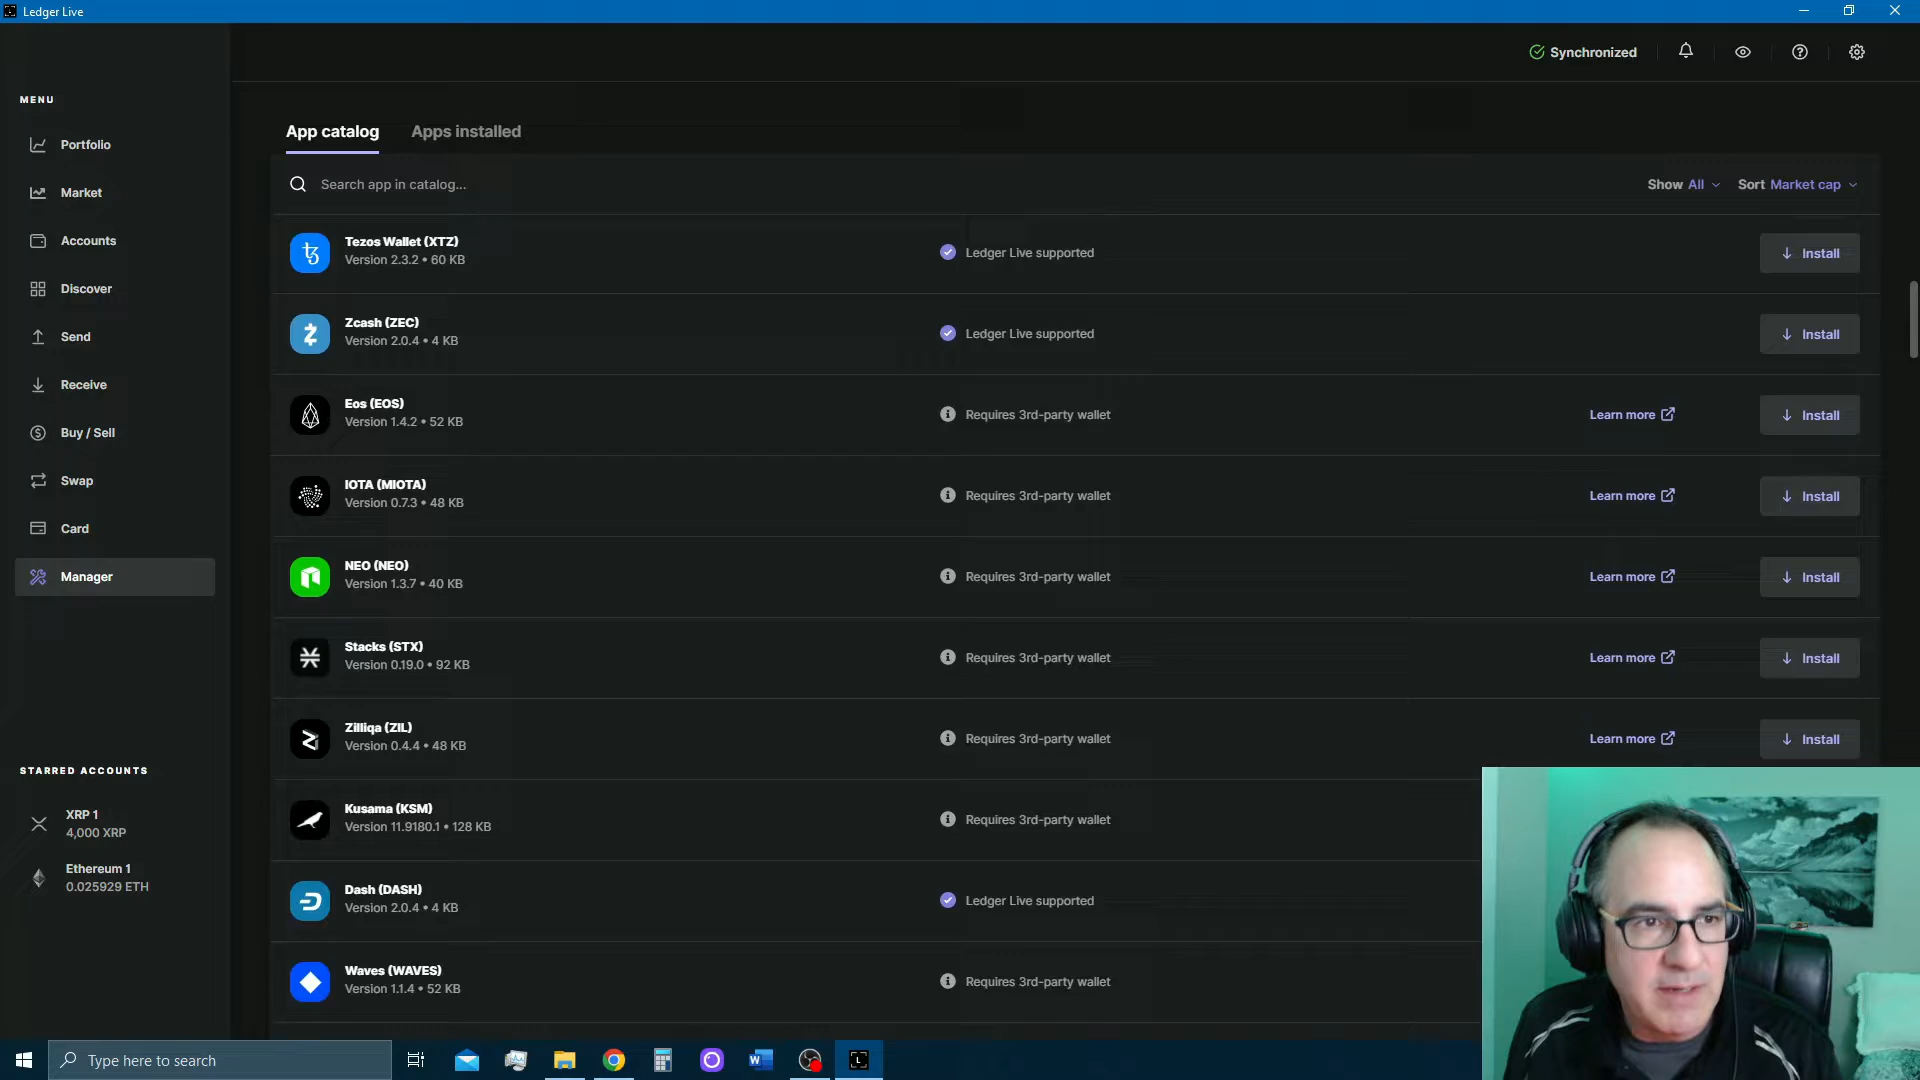 Ledger Live
Synchronized
MENU
Portfolio
Market
Accounts
Discover
Send
Receive
Buy / Sell
Swap
Card
Manager
STARRED ACCOUNTS
XRP 1
4,000 XRP
Ethereum 1
0.025929 ETH
App catalog
Apps installed
Search app in catalog...
Show All
Sort Market cap
Tezos Wallet (XTZ)
Version 2.3.2 • 60 KB
Ledger Live supported
Install
Zcash (ZEC)
Version 2.0.4 • 4 KB
Ledger Live supported
Install
Eos (EOS)
Version 1.4.2 • 52 KB
Requires 3rd-party wallet
Learn more
Install
IOTA (MIOTA)
Version 0.7.3 • 48 KB
Requires 3rd-party wallet
Learn more
Install
NEO (NEO)
Version 1.3.7 • 40 KB
Requires 3rd-party wallet
Learn more
Install
Stacks (STX)
Version 0.19.0 • 92 KB
Requires 3rd-party wallet
Learn more
Install
Zilliqa (ZIL)
Version 0.4.4 • 48 KB
Requires 3rd-party wallet
Learn more
Install
Kusama (KSM)
Version 11.9180.1 • 128 KB
Requires 3rd-party wallet
Dash (DASH)
Version 2.0.4 • 4 KB
Ledger Live supported
Waves (WAVES)
Version 1.1.4 • 52 KB
Requires 3rd-party wallet
Type here to search